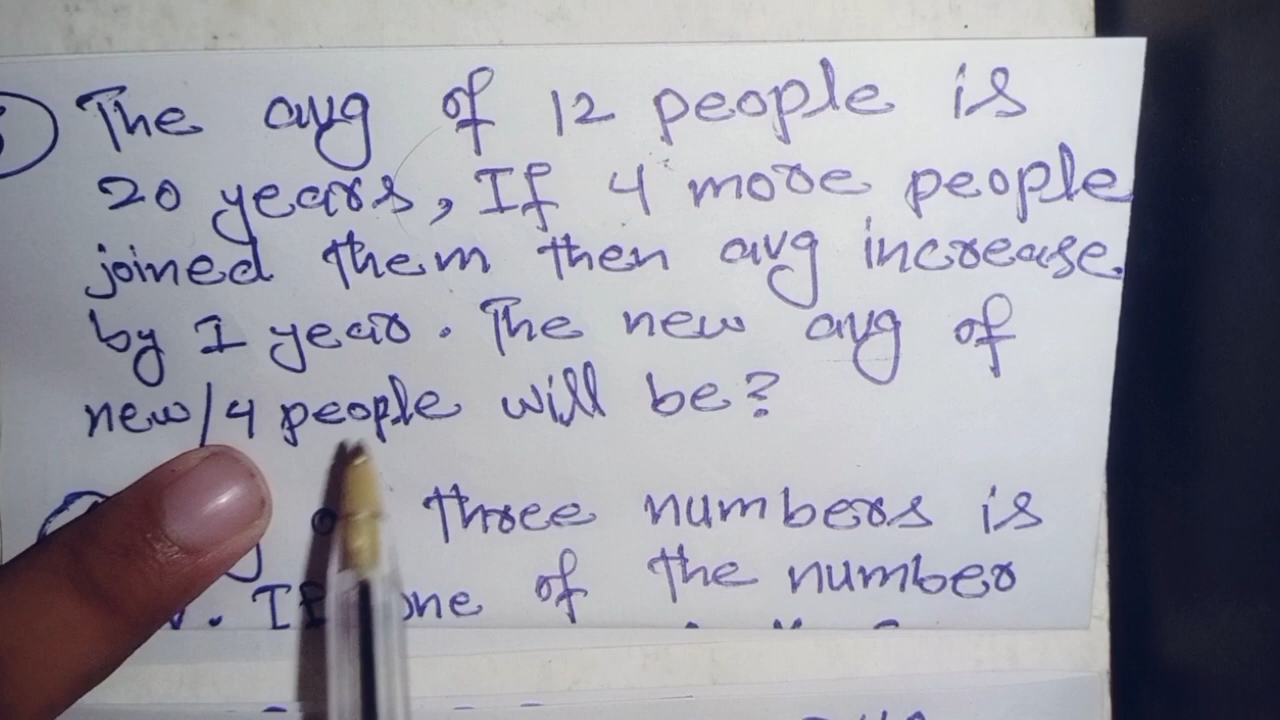 The avg of 12 people is
20 years, If 4 more people
joined them then avg increase
by 1 year. The new avg of
new/4 people will be?
three numbers is
If one of the number